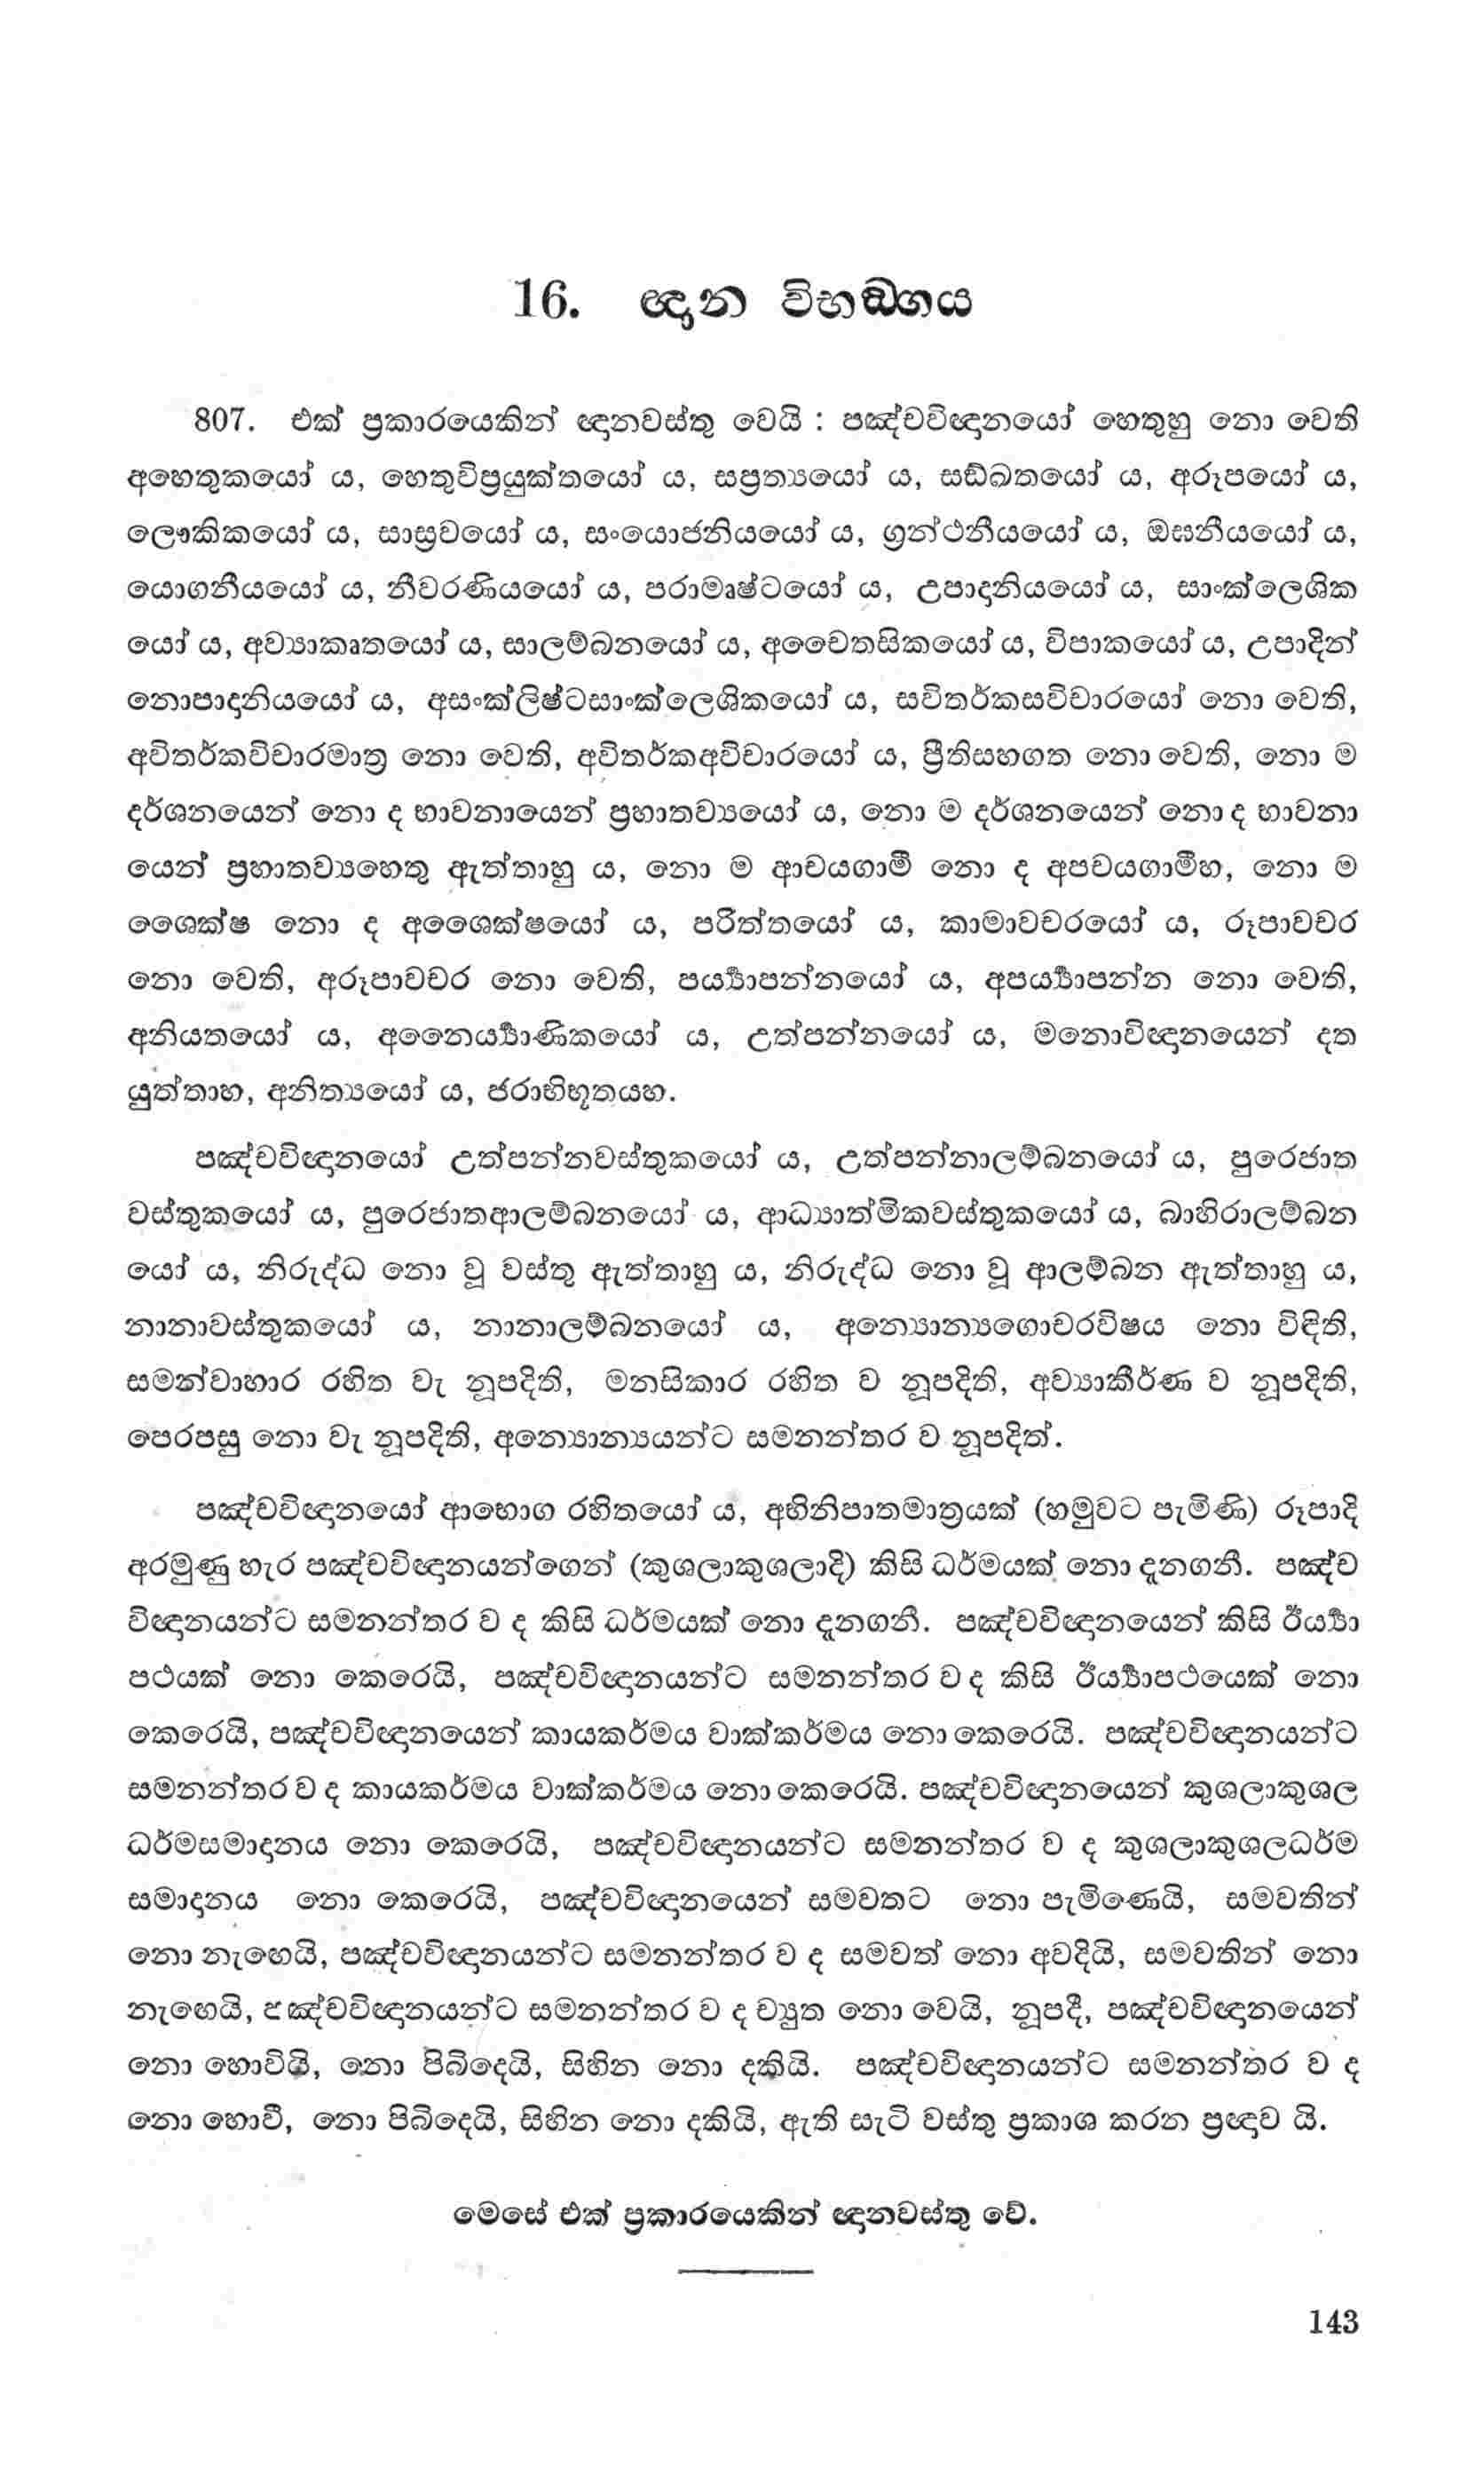 16. ඥාන විභඞ්ගය
807. එක් ප්‍රකාරයෙකින් ඥානවස්තු වෙයි : පඤ්චවිඥානයෝ හෙතුහු නො වෙති
අහෙතුකයෝ ය, හෙතුවිප්‍රයුක්තයෝ ය, සප්‍රත්‍යයෝ ය, සඞ්ඛතයෝ ය, අරූපයෝ ය,
ලෞකිකයෝ ය, සාස්‍රවයෝ ය, සංයොජනියයෝ ය, ග්‍රන්ථනීයයෝ ය, ඔඝනීයයෝ ය,
යොගනීයයෝ ය, නීවරණියයෝ ය, පරාමෘෂ්ටයෝ ය, උපාදානියයෝ ය, සාංක්ලෙශික
යෝ ය, අව්‍යාකෘතයෝ ය, සාලම්බනයෝ ය, අචෛතසිකයෝ ය, විපාකයෝ ය, උපාදින්
නොපාදානියයෝ ය, අසංක්ලිෂ්ටසාංක්ලෙශිකයෝ ය, සවිතර්කසවිචාරයෝ නො වෙති,
අවිතර්කවිචාරමාත්‍ර නො වෙති, අවිතර්කඅවිචාරයෝ ය, ප්‍රීතිසහගත නො වෙති, නො ම
දර්ශනයෙන් නො ද භාවනායෙන් ප්‍රහාතව්‍යයෝ ය, නො ම දර්ශනයෙන් නො ද භාවනා
යෙන් ප්‍රහාතව්‍යහෙතු ඇත්තාහු ය, නො ම ආචයගාමී නො ද අපචයගාමීහ, නො ම
ශෛක්ෂ නො ද අශෛක්ෂයෝ ය, පරීත්තයෝ ය, කාමාවචරයෝ ය, රූපාවචර
නො වෙති, අරූපාවචර නො වෙති, පර්‍ය්‍යාපන්නයෝ ය, අපර්‍ය්‍යාපන්න නො වෙති,
අනියතයෝ ය, අනෛර්‍ය්‍යාණිකයෝ ය, උත්පන්නයෝ ය, මනොවිඥානයෙන් දත
යුත්තාහ, අනිත්‍යයෝ ය, ජරාභිභූතයහ.
පඤ්චවිඥානයෝ උත්පන්නවස්තුකයෝ ය, උත්පන්නාලම්බනයෝ ය, පුරෙජාත
වස්තුකයෝ ය, පුරෙජාතආලම්බනයෝ ය, ආධ්‍යාත්මිකවස්තුකයෝ ය, බාහිරාලම්බන
යෝ ය, නිරුද්ධ නො වූ වස්තු ඇත්තාහු ය, නිරුද්ධ නො වූ ආලම්බන ඇත්තාහු ය,
නානාවස්තුකයෝ ය, නානාලම්බනයෝ ය, අන්‍යොන්‍යගොචරවිෂය නො විඳිති,
සමන්වාහාර රහිත වැ නූපදිති, මනසිකාර රහිත ව නූපදිති, අව්‍යාකීර්ණ ව නූපදිති,
පෙරපසු නො වැ නූපදිති, අන්‍යොන්‍යයන්ට සමනන්තර ව නූපදිත්.
පඤ්චවිඥානයෝ ආභොග රහිතයෝ ය, අභිනිපාතමාත්‍රයක් (හමුවට පැමිණි) රූපාදි
අරමුණු හැර පඤ්චවිඥානයන්ගෙන් (කුශලාකුශලාදි) කිසි ධර්මයක් නො දැනගනී. පඤ්ච
විඥානයන්ට සමනන්තර ව ද කිසි ධර්මයක් නො දැනගනී. පඤ්චවිඥානයෙන් කිසි ඊර්‍ය්‍යා
පථයක් නො කෙරෙයි, පඤ්චවිඥානයන්ට සමනන්තර ව ද කිසි ඊර්‍ය්‍යාපථයෙක් නො
කෙරෙයි, පඤ්චවිඥානයෙන් කායකර්මය වාක්කර්මය නො කෙරෙයි. පඤ්චවිඥානයන්ට
සමනන්තර ව ද කායකර්මය වාක්කර්මය නො කෙරෙයි. පඤ්චවිඥානයෙන් කුශලාකුශල
ධර්මසමාදානය නො කෙරෙයි, පඤ්චවිඥානයන්ට සමනන්තර ව ද කුශලාකුශලධර්ම
සමාදානය නො කෙරෙයි, පඤ්චවිඥානයෙන් සමවතට නො පැමිණෙයි, සමවතින්
නො නැඟෙයි, පඤ්චවිඥානයන්ට සමනන්තර ව ද සමවත් නො අවදියි, සමවතින් නො
නැඟෙයි, පඤ්චවිඥානයන්ට සමනන්තර ව ද ච්‍යුත නො වෙයි, නූපදී, පඤ්චවිඥානයෙන්
නො හොවියි, නො පිබිදෙයි, සිහින නො දකියි. පඤ්චවිඥානයන්ට සමනන්තර ව ද
නො හොවී, නො පිබිදෙයි, සිහින නො දකියි, ඇති සැටි වස්තු ප්‍රකාශ කරන ප්‍රඥාව යි.
මෙසේ එක් ප්‍රකාරයෙකින් ඥානවස්තු වේ.
143